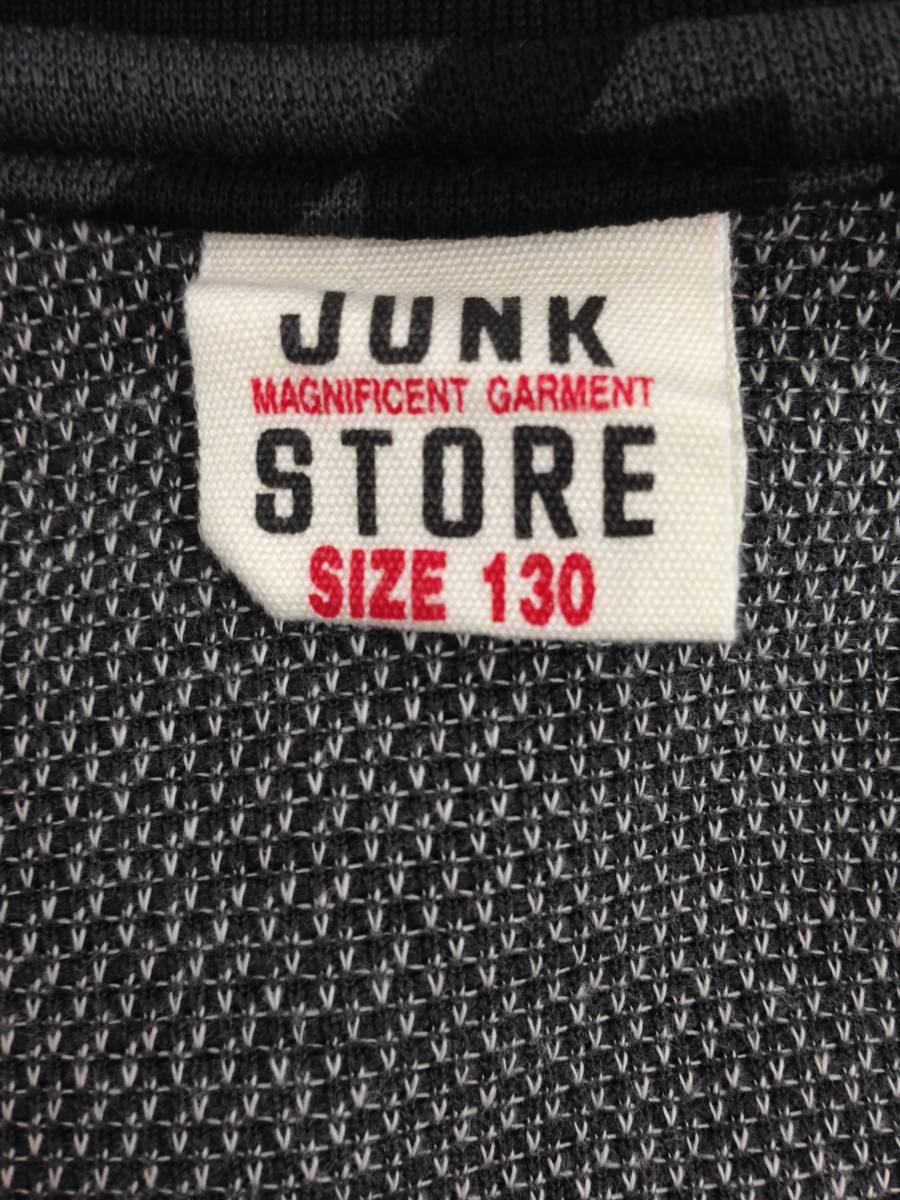 JUNK
MAGNIFICENT GARMENT
STORE
SIZE 130